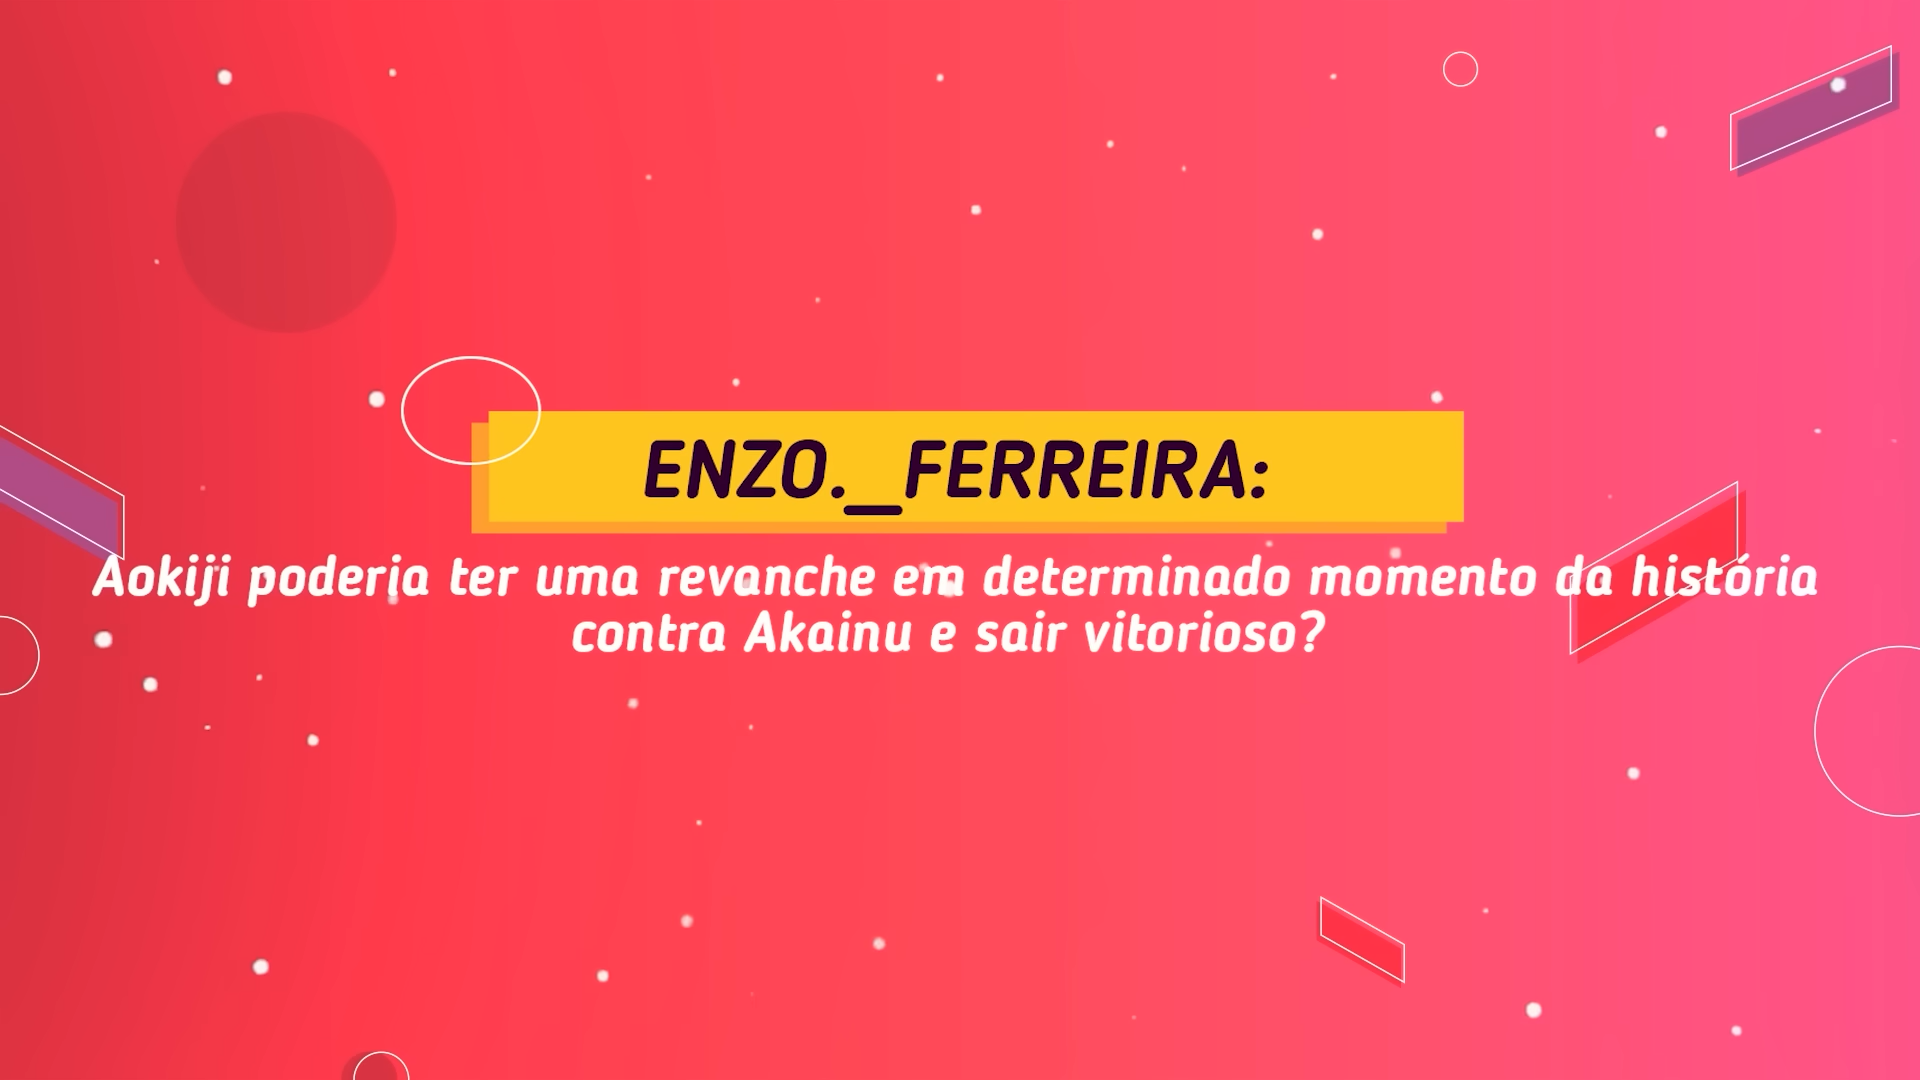 ENZO._FERREIRA:
Aokiji poderia ter uma revanche em determinado momento da história
contra Akainu e sair vitorioso?